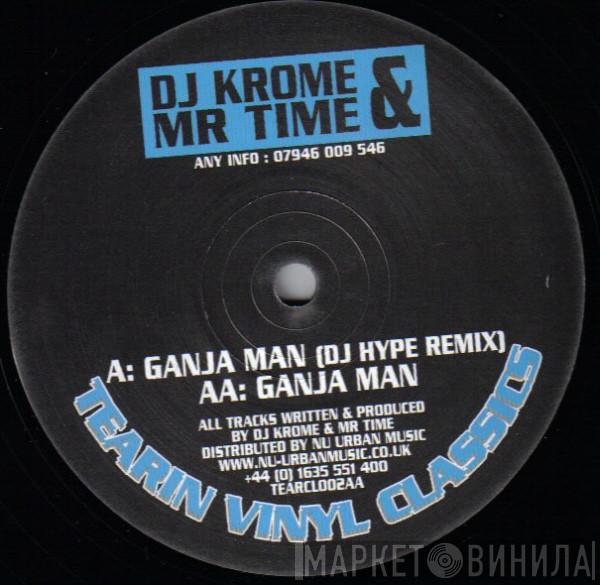 DJ KROME &
MR TIME
ANY INFO : 07946 009 546
A: GANJA MAN (DJ HYPE REMIX)
AA: GANJA MAN
ALL TRACKS WRITTEN & PRODUCED
BY DJ KROME & MR TIME
DISTRIBUTED BY NU URBAN MUSIC
WWW.NU-URBANMUSIC.CO.UK
+44 (0) 1635 551 400
TEARCL002AA
TEARIN VINYL CLASSICS
МАРКЕТ ВИНИЛА